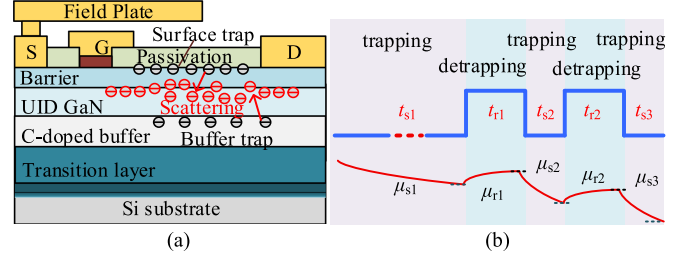 Field Plate
Surface trap
S
G
Passivation
D
Barrier
UID GaN
Scattering
C-doped buffer
Buffer trap
Transition layer
Si substrate
(a)
trapping
trapping
trapping
detrapping
detrapping
ts1
tr1
ts2
tr2
ts3
μs1
μr1
μs2
μr2
μs3
(b)